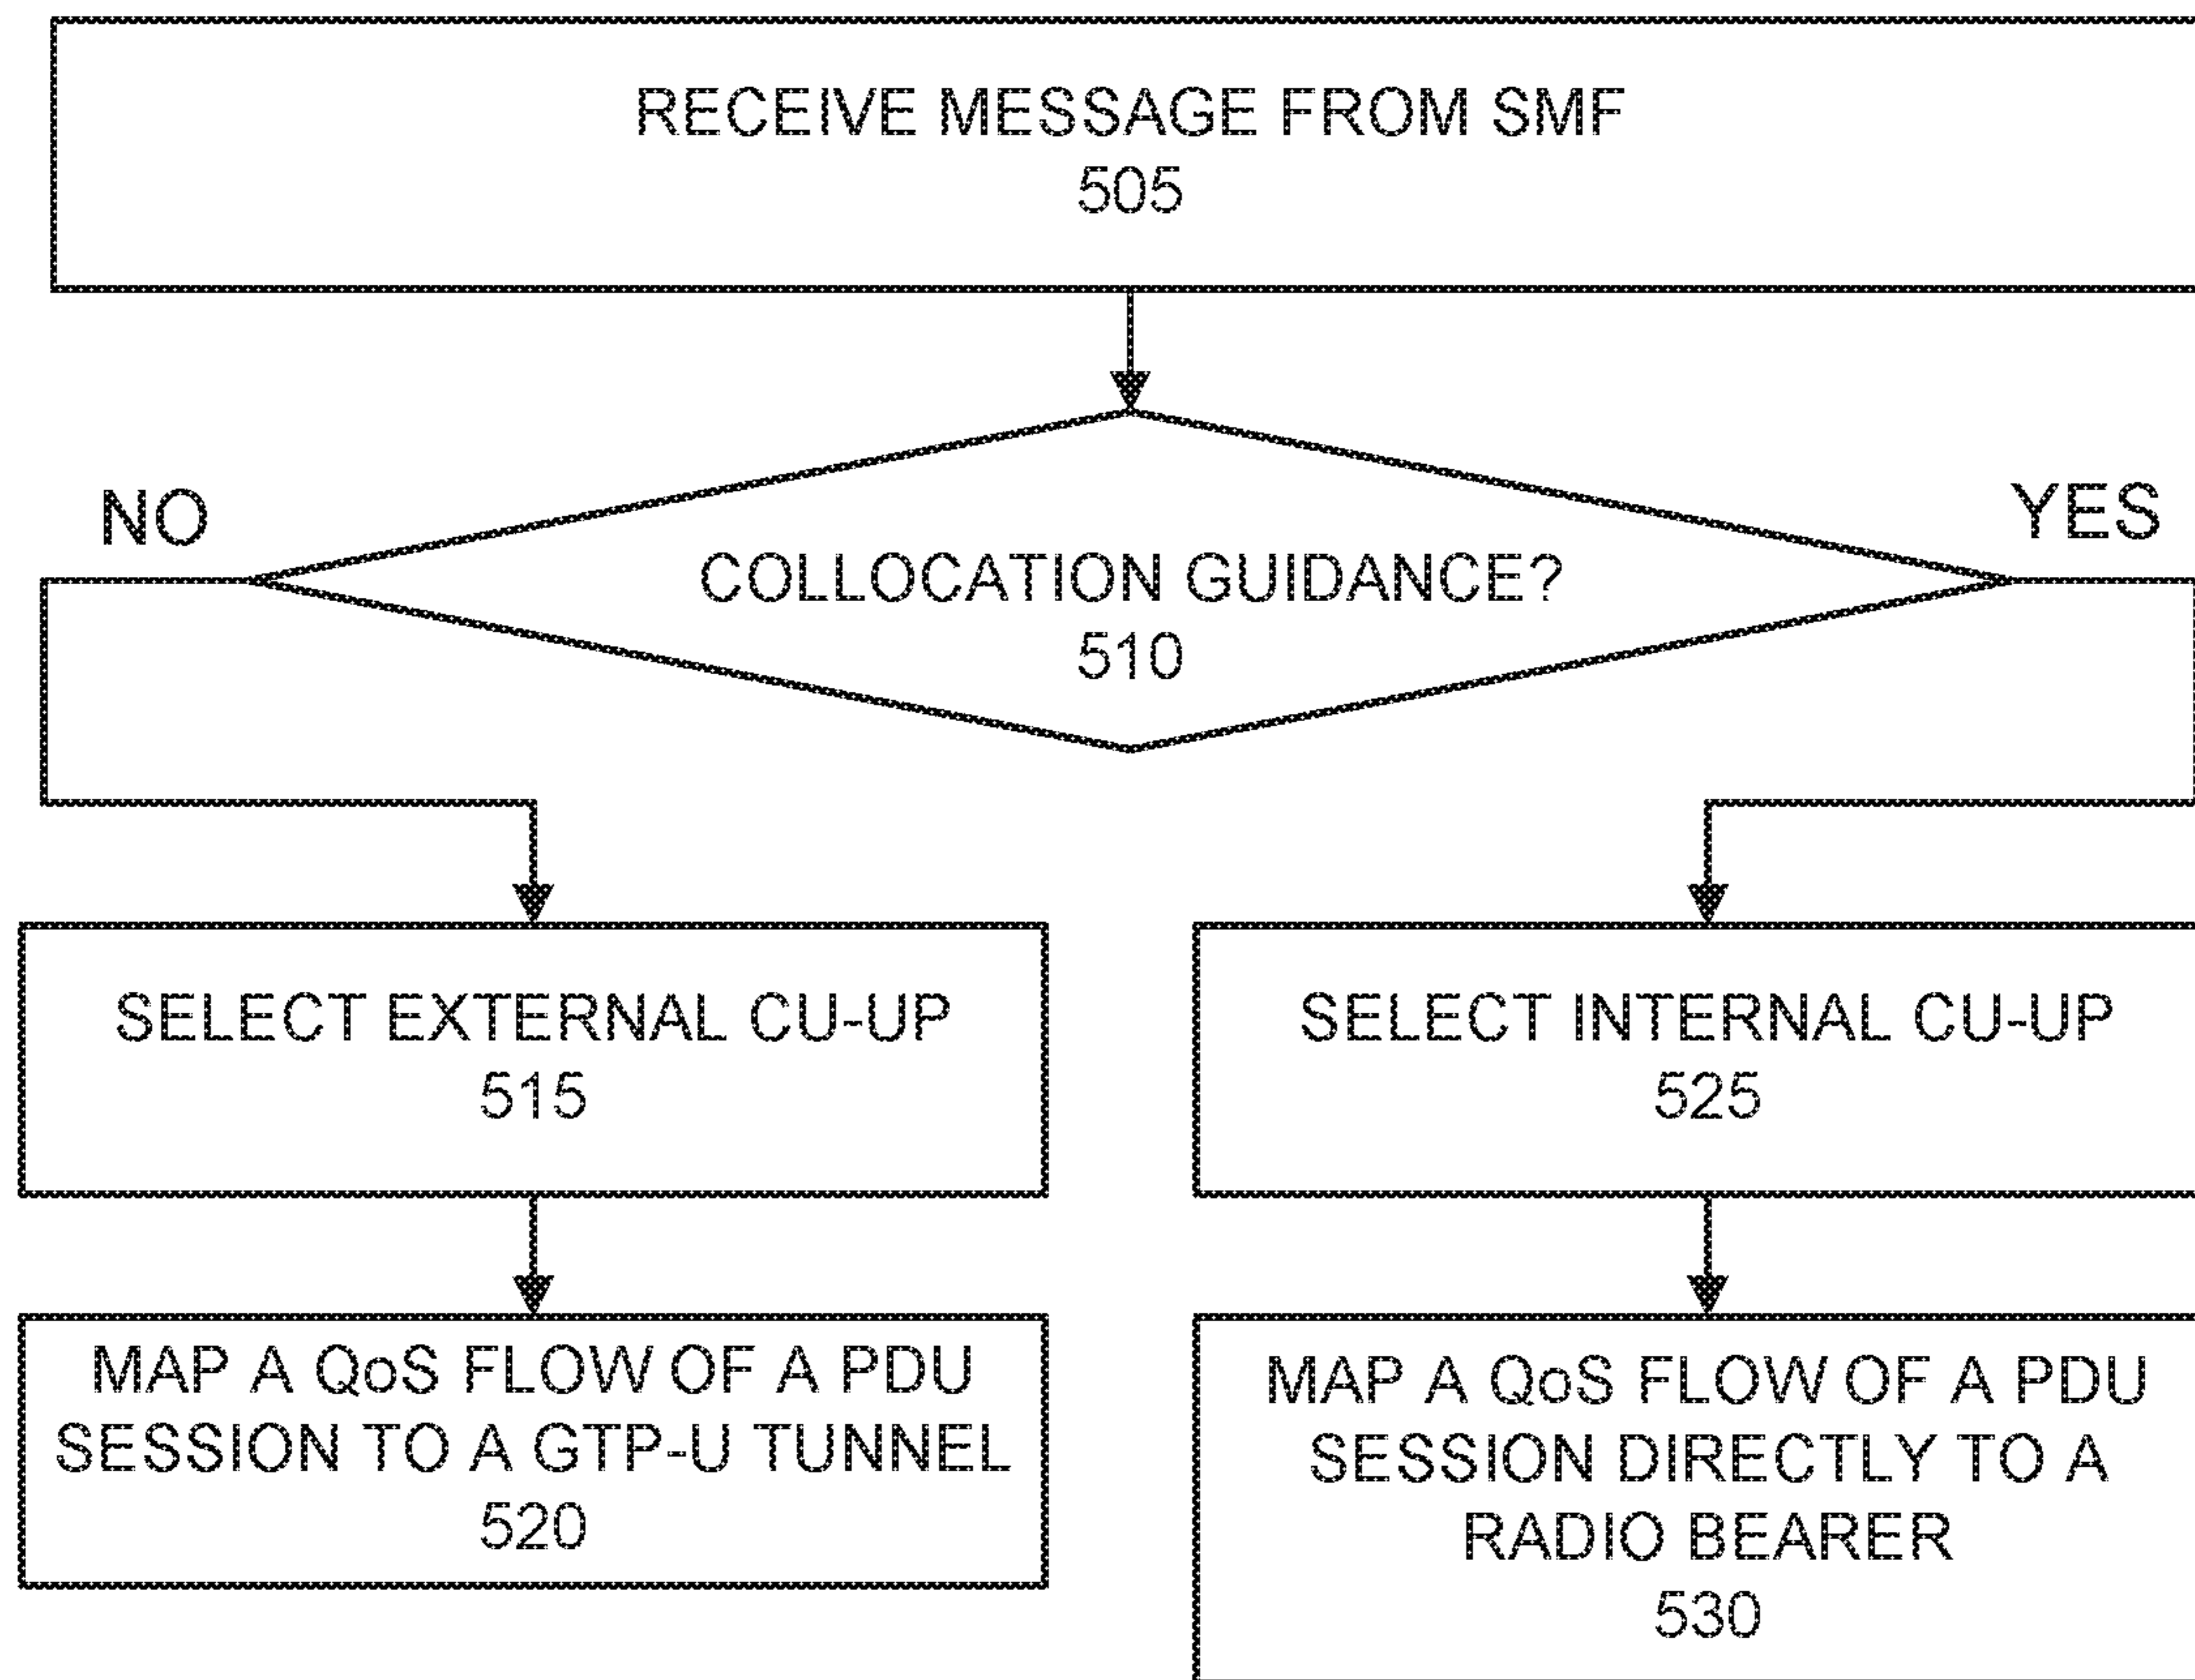 RECEIVE MESSAGE FROM SMF
505
NO
YES
COLLOCATION GUIDANCE?
510
SELECT EXTERNAL CU-UP
515
SELECT INTERNAL CU-UP
525
MAP A QoS FLOW OF A PDU
SESSION TO A GTP-U TUNNEL
520
MAP A QoS FLOW OF A PDU
SESSION DIRECTLY TO A
RADIO BEARER
530